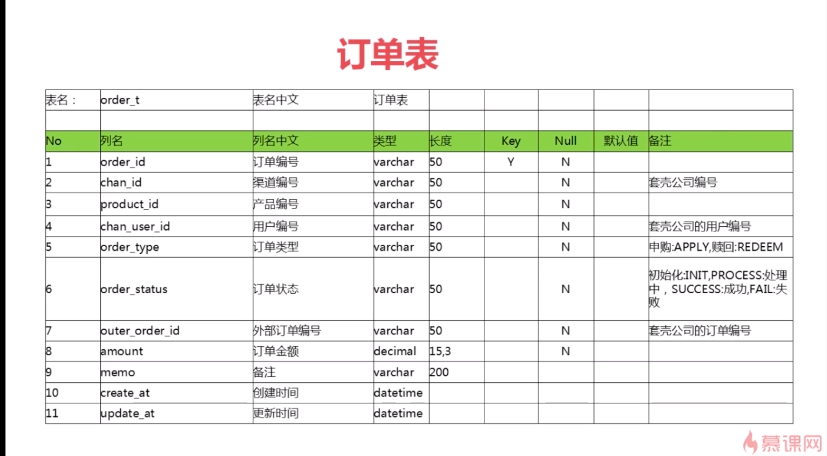 订单表
表名： order_t 表名中文 订单表
No 列名 列名中文 类型 长度 Key Null 默认值 备注
1 order_id 订单编号 varchar 50 Y N
2 chan_id 渠道编号 varchar 50 N 套壳公司编号
3 product_id 产品编号 varchar 50 N
4 chan_user_id 用户编号 varchar 50 N 套壳公司的用户编号
5 order_type 订单类型 varchar 50 N 申购:APPLY,赎回:REDEEM
6 order_status 订单状态 varchar 50 N 初始化:INIT,PROCESS:处理
中，SUCCESS:成功,FAIL:失
败
7 outer_order_id 外部订单编号 varchar 50 N 套壳公司的订单编号
8 amount 订单金额 decimal 15,3 N
9 memo 备注 varchar 200
10 create_at 创建时间 datetime
11 update_at 更新时间 datetime
慕课网